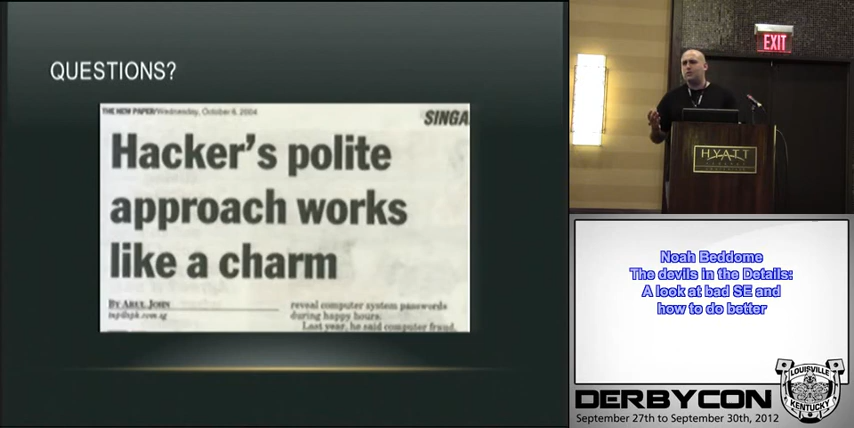 QUESTIONS?
THE NEW PAPER/Wednesday, October 6, 2004
SINGA
Hacker's polite
approach works
like a charm
BY AREL JOHN
reveal computer system passwords
during happy hours.
Last year, he said computer fraud,
EXIT
HYATT
Noah Beddome
The devils in the Details:
A look at bad SE and
how to do better
DERBYCON
LOUISVILLE
KENTUCKY
September 27th to September 30th, 2012